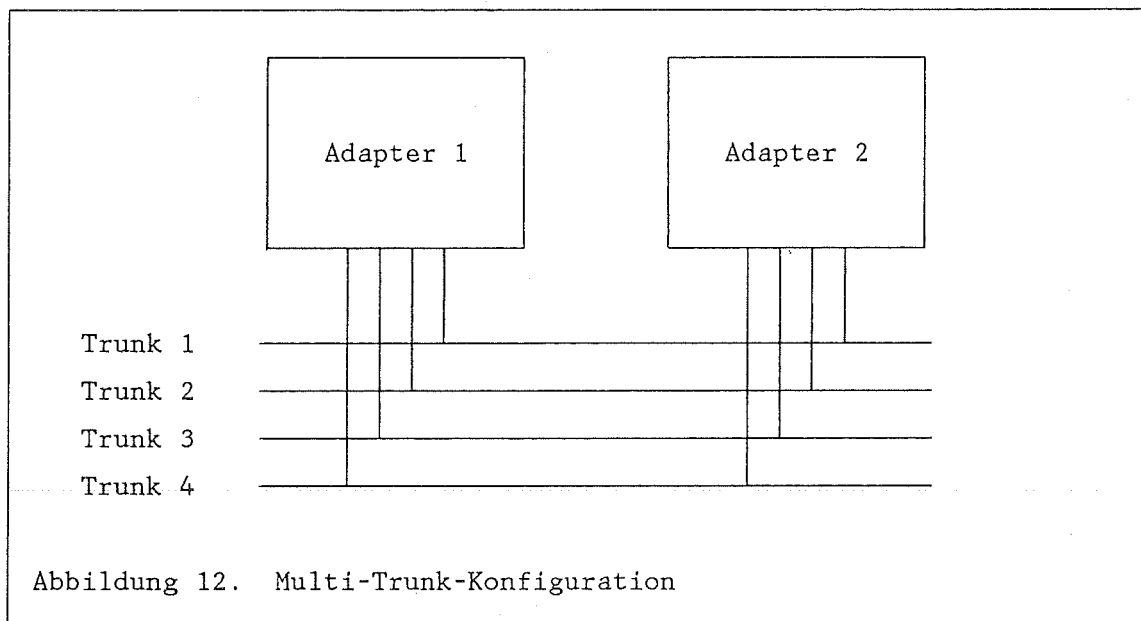 Adapter 1
Adapter 2
Trunk 1
Trunk 2
Trunk 3
Trunk 4
Abbildung 12. Multi-Trunk-Konfiguration